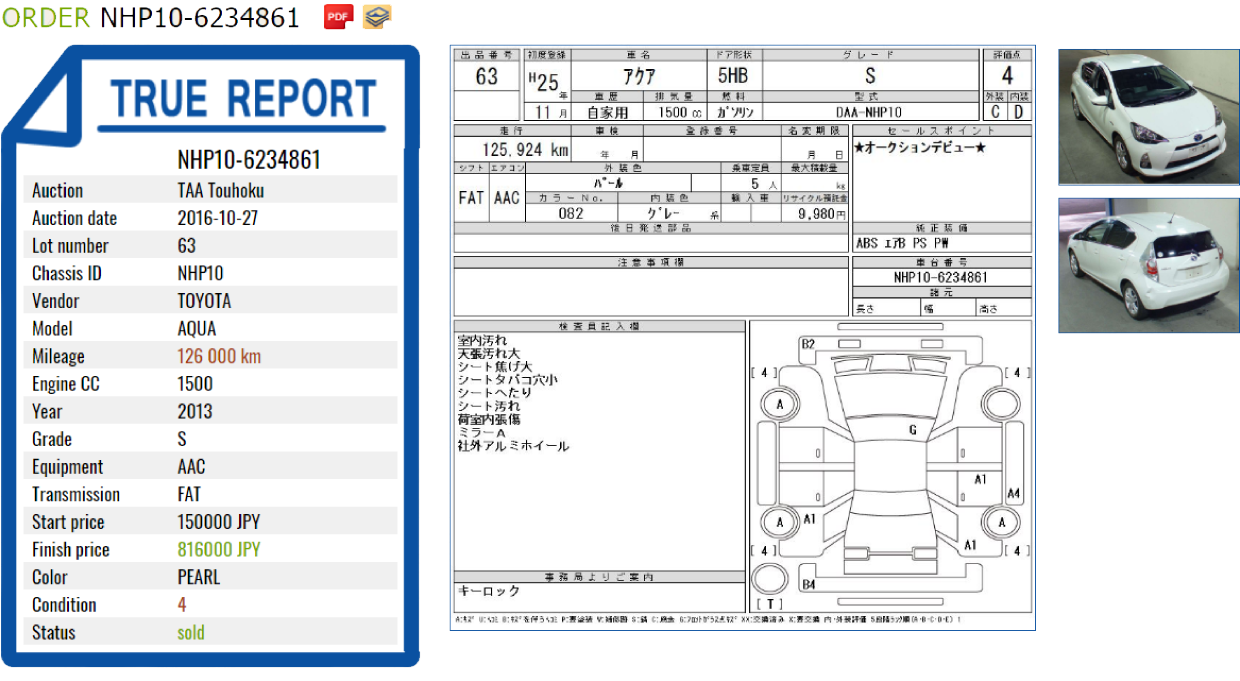 ORDER NHP10-6234861
PDF
TRUE REPORT
NHP10-6234861
Auction TAA Touhoku
Auction date 2016-10-27
Lot number 63
Chassis ID NHP10
Vendor TOYOTA
Model AQUA
Mileage 126 000 km
Engine CC 1500
Year 2013
Grade S
Equipment AAC
Transmission FAT
Start price 150000 JPY
Finish price 816000 JPY
Color PEARL
Condition 4
Status sold
出品番号 初度登録 車名 ドア形状 グレード 評価点
63 H25年 アクア 5HB S 4
車歴 排気量 燃料 型式 外装 内装
11月 自家用 1500 cc ガソリン DAA-NHP10 C D
走行 車検 登録番号 名変期限 セールスポイント
125,924 km 年 月 月 日 ★オークションデビュー★
シフト エアコン 外装色 乗車定員 最大積載量
FAT AAC パール 5 人 kg
カラーNo. 内装色 輸入車 リサイクル預託金
082 グレー 系 9,980円
後日発送部品 純正装備
ABS エアB PS PW
注意事項欄 車台番号
NHP10-6234861
諸元
長さ 幅 高さ
検査員記入欄
室内汚れ
天張汚れ大
シート焦げ大
シートタバコ穴小
シートへたり
シート汚れ
荷室内張傷
ミラーA
社外アルミホイール
事務局よりご案内
キーロック
B2
[ 4 ] [ 4 ]
A
G
A1
A4
A A1 A
A1
[ 4 ] [ 4 ]
B4
[ T ]